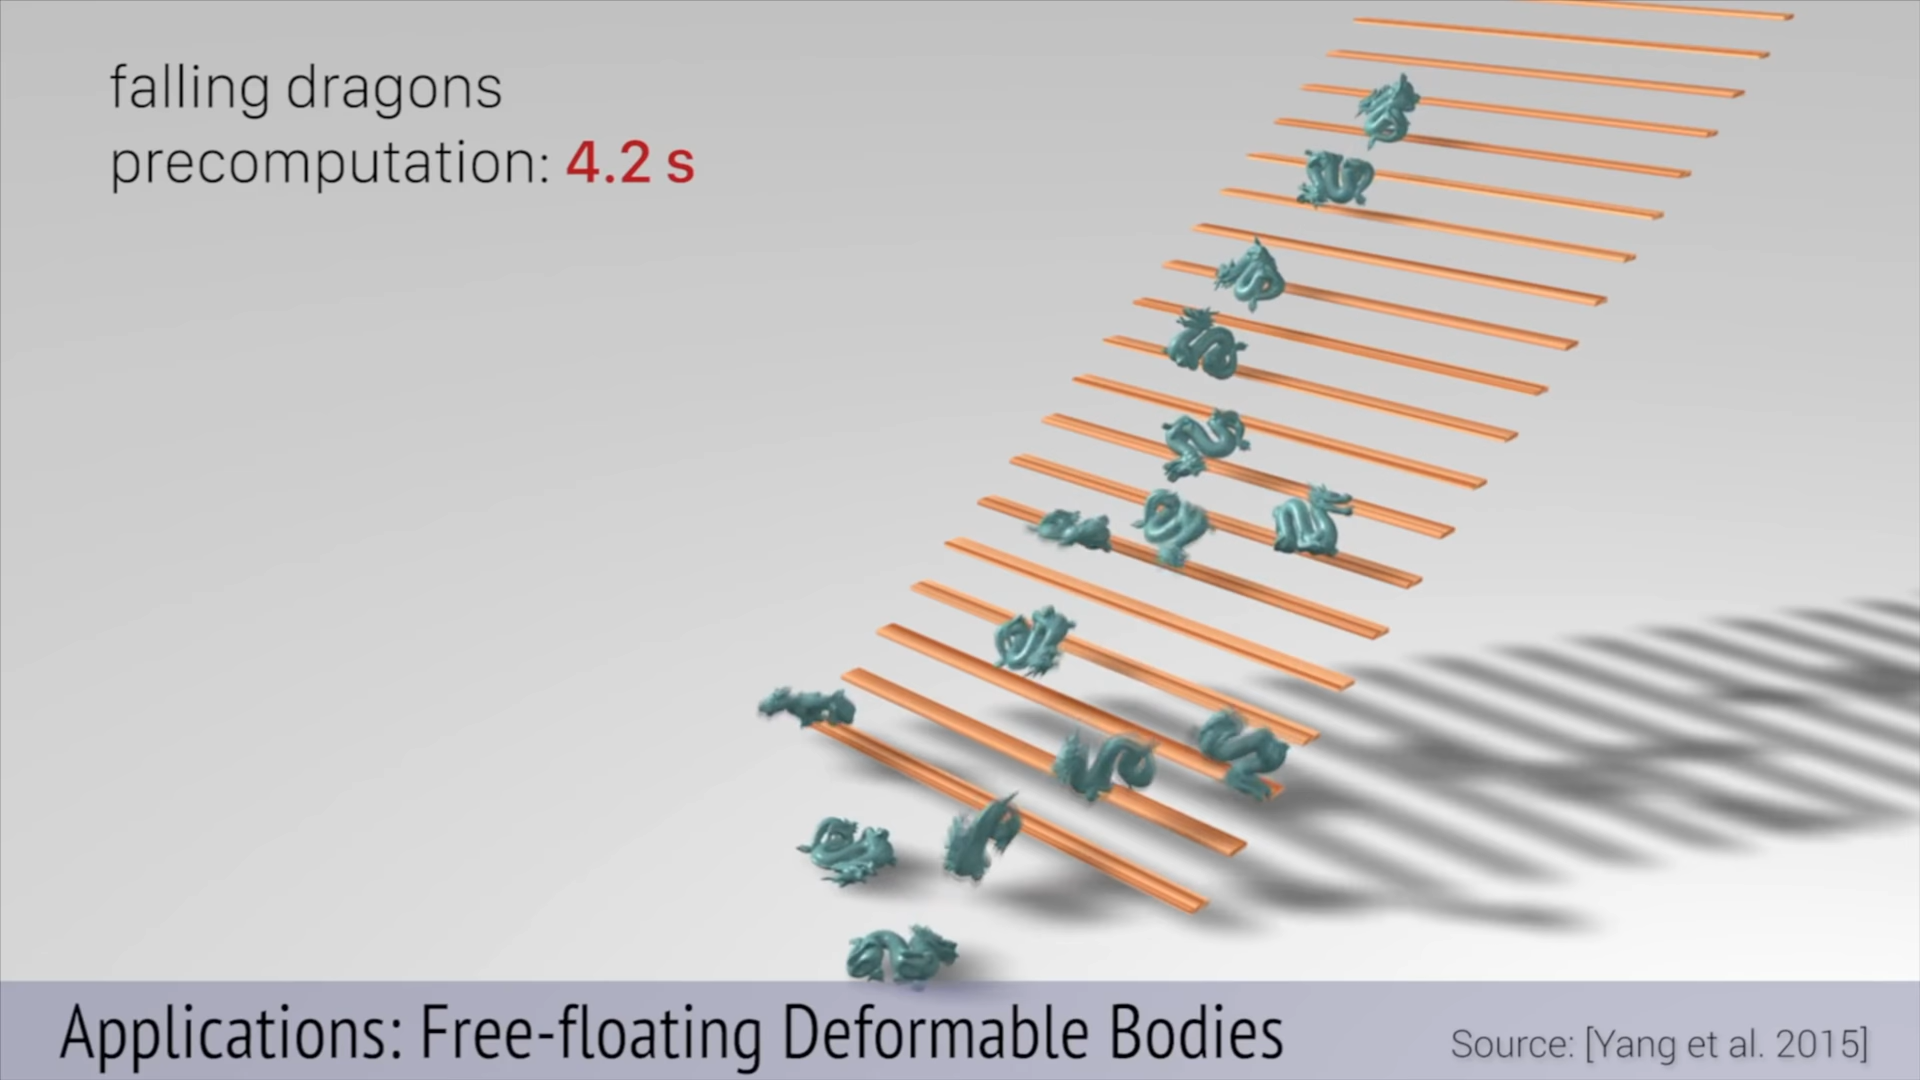 falling dragons
precomputation: 4.2 s
Applications: Free-floating Deformable Bodies
Source: [Yang et al. 2015]